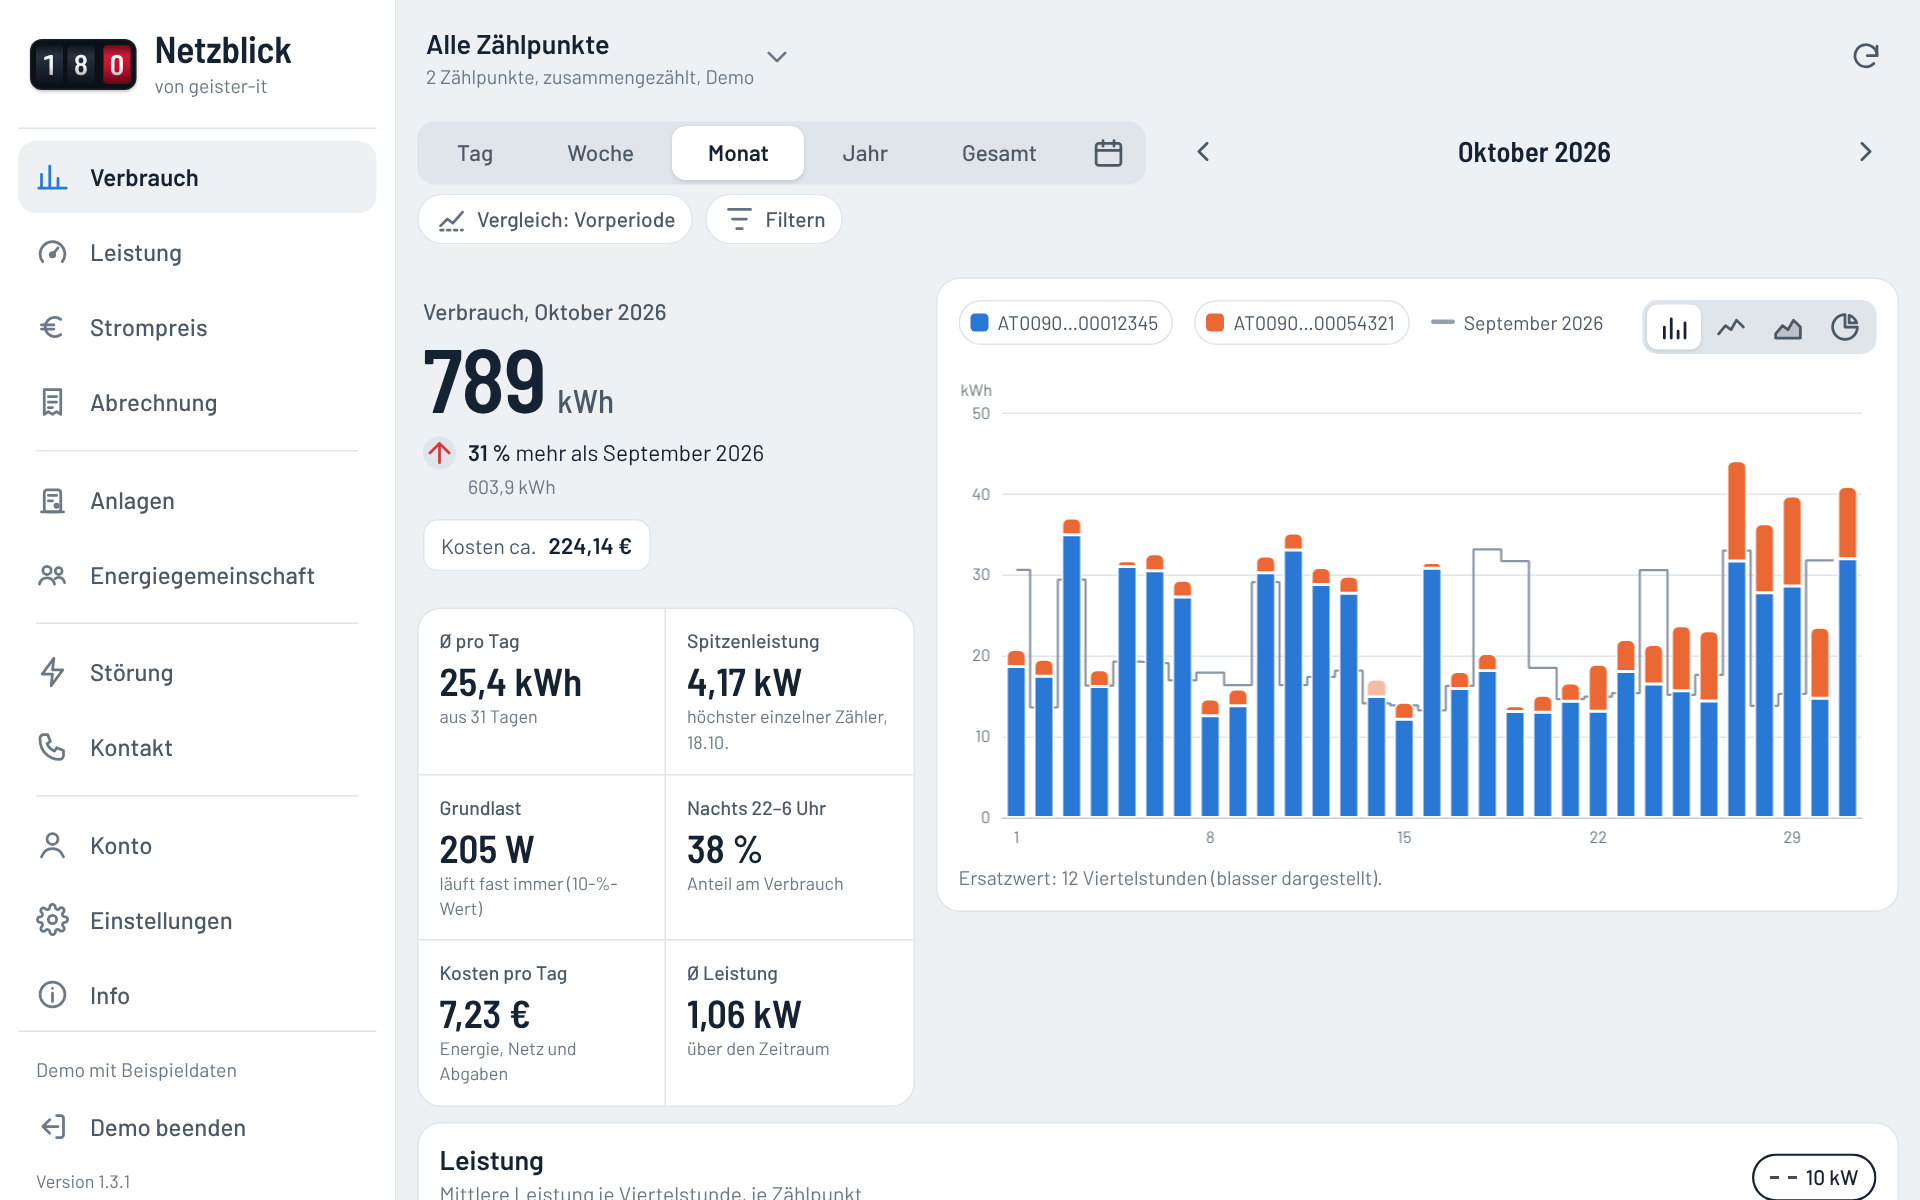 180
Netzblick
von geister-it
Verbrauch
Leistung
Strompreis
Abrechnung
Anlagen
Energiegemeinschaft
Störung
Kontakt
Konto
Einstellungen
Info
Demo mit Beispieldaten
Demo beenden
Version 1.3.1
Alle Zählpunkte
2 Zählpunkte, zusammengezählt, Demo
Tag Woche Monat Jahr Gesamt
Oktober 2026
Vergleich: Vorperiode Filtern
Verbrauch, Oktober 2026
789 kWh
31 % mehr als September 2026
603,9 kWh
Kosten ca. 224,14 €
Ø pro Tag
25,4 kWh
aus 31 Tagen
Spitzenleistung
4,17 kW
höchster einzelner Zähler,
18.10.
Grundlast
205 W
läuft fast immer (10-%-
Wert)
Nachts 22–6 Uhr
38 %
Anteil am Verbrauch
Kosten pro Tag
7,23 €
Energie, Netz und
Abgaben
Ø Leistung
1,06 kW
über den Zeitraum
AT0090...00012345 AT0090...00054321 September 2026
kWh
50
40
30
20
10
0
1 8 15 22 29
Ersatzwert: 12 Viertelstunden (blasser dargestellt).
Leistung
Mittlere Leistung je Viertelstunde, je Zählpunkt
10 kW